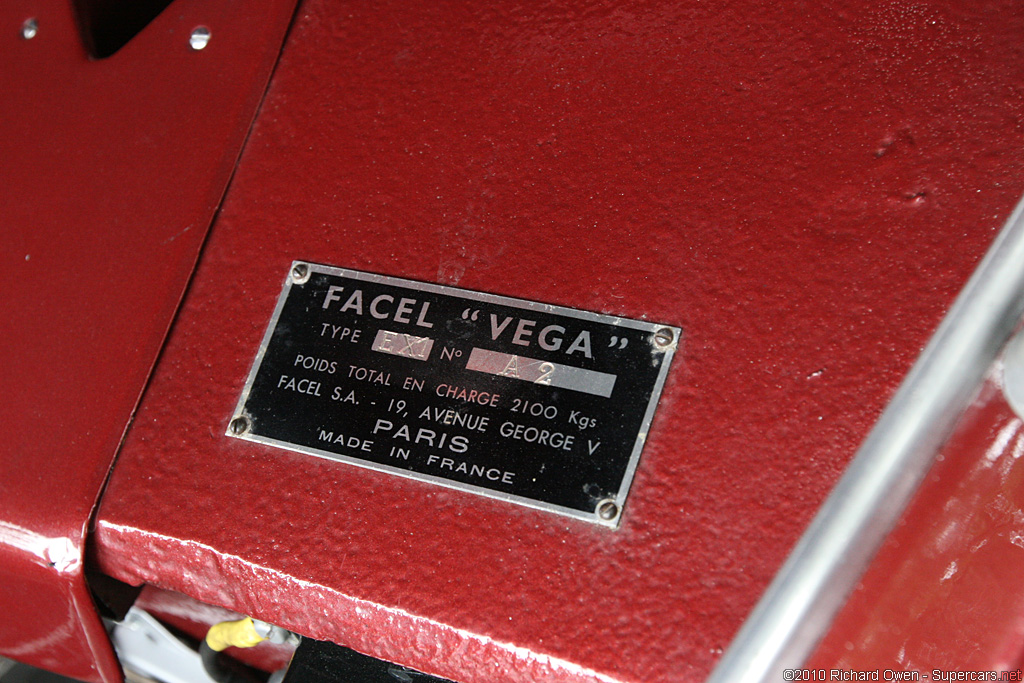 FACEL “VEGA”
TYPE EX1 Nº A 2
POIDS TOTAL EN CHARGE 2100 Kgs
FACEL S.A. - 19, AVENUE GEORGE V
PARIS
MADE IN FRANCE
©2010 Richard Owen - Supercars.net